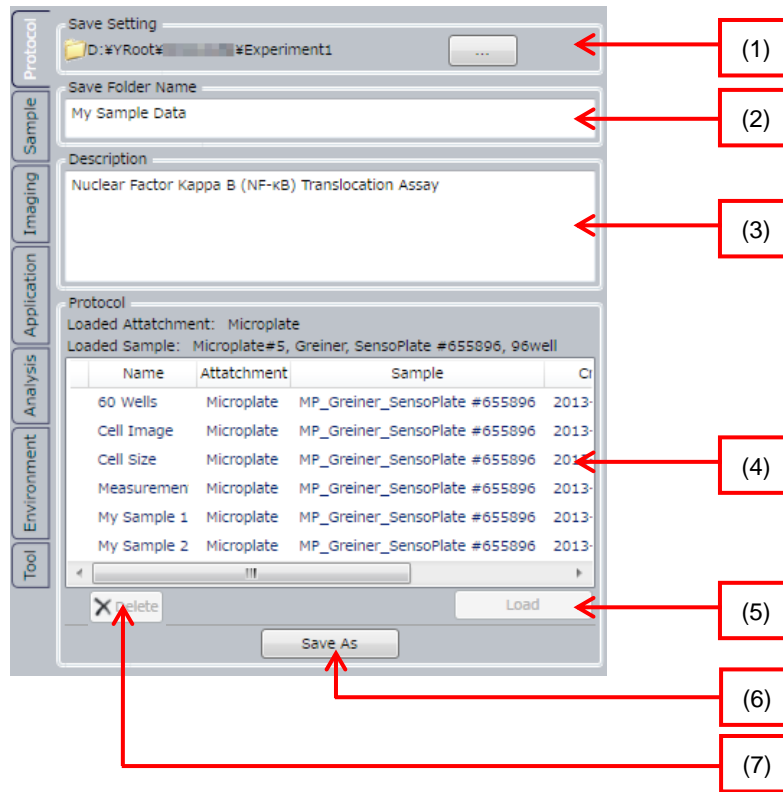 Protocol
Sample
Imaging
Application
Analysis
Environment
Tool
Save Setting
D:¥YRoot¥ ¥Experiment1
...
(1)
Save Folder Name
My Sample Data
(2)
Description
Nuclear Factor Kappa B (NF-κB) Translocation Assay
(3)
Protocol
Loaded Attatchment: Microplate
Loaded Sample: Microplate#5, Greiner, SensoPlate #655896, 96well
Name Attatchment Sample Cr
60 Wells Microplate MP_Greiner_SensoPlate #655896 2013-
Cell Image Microplate MP_Greiner_SensoPlate #655896 2013-
Cell Size Microplate MP_Greiner_SensoPlate #655896 2013-
Measuremen Microplate MP_Greiner_SensoPlate #655896 2013-
My Sample 1 Microplate MP_Greiner_SensoPlate #655896 2013-
My Sample 2 Microplate MP_Greiner_SensoPlate #655896 2013-
(4)
Delete Load
(5)
Save As
(6)
(7)